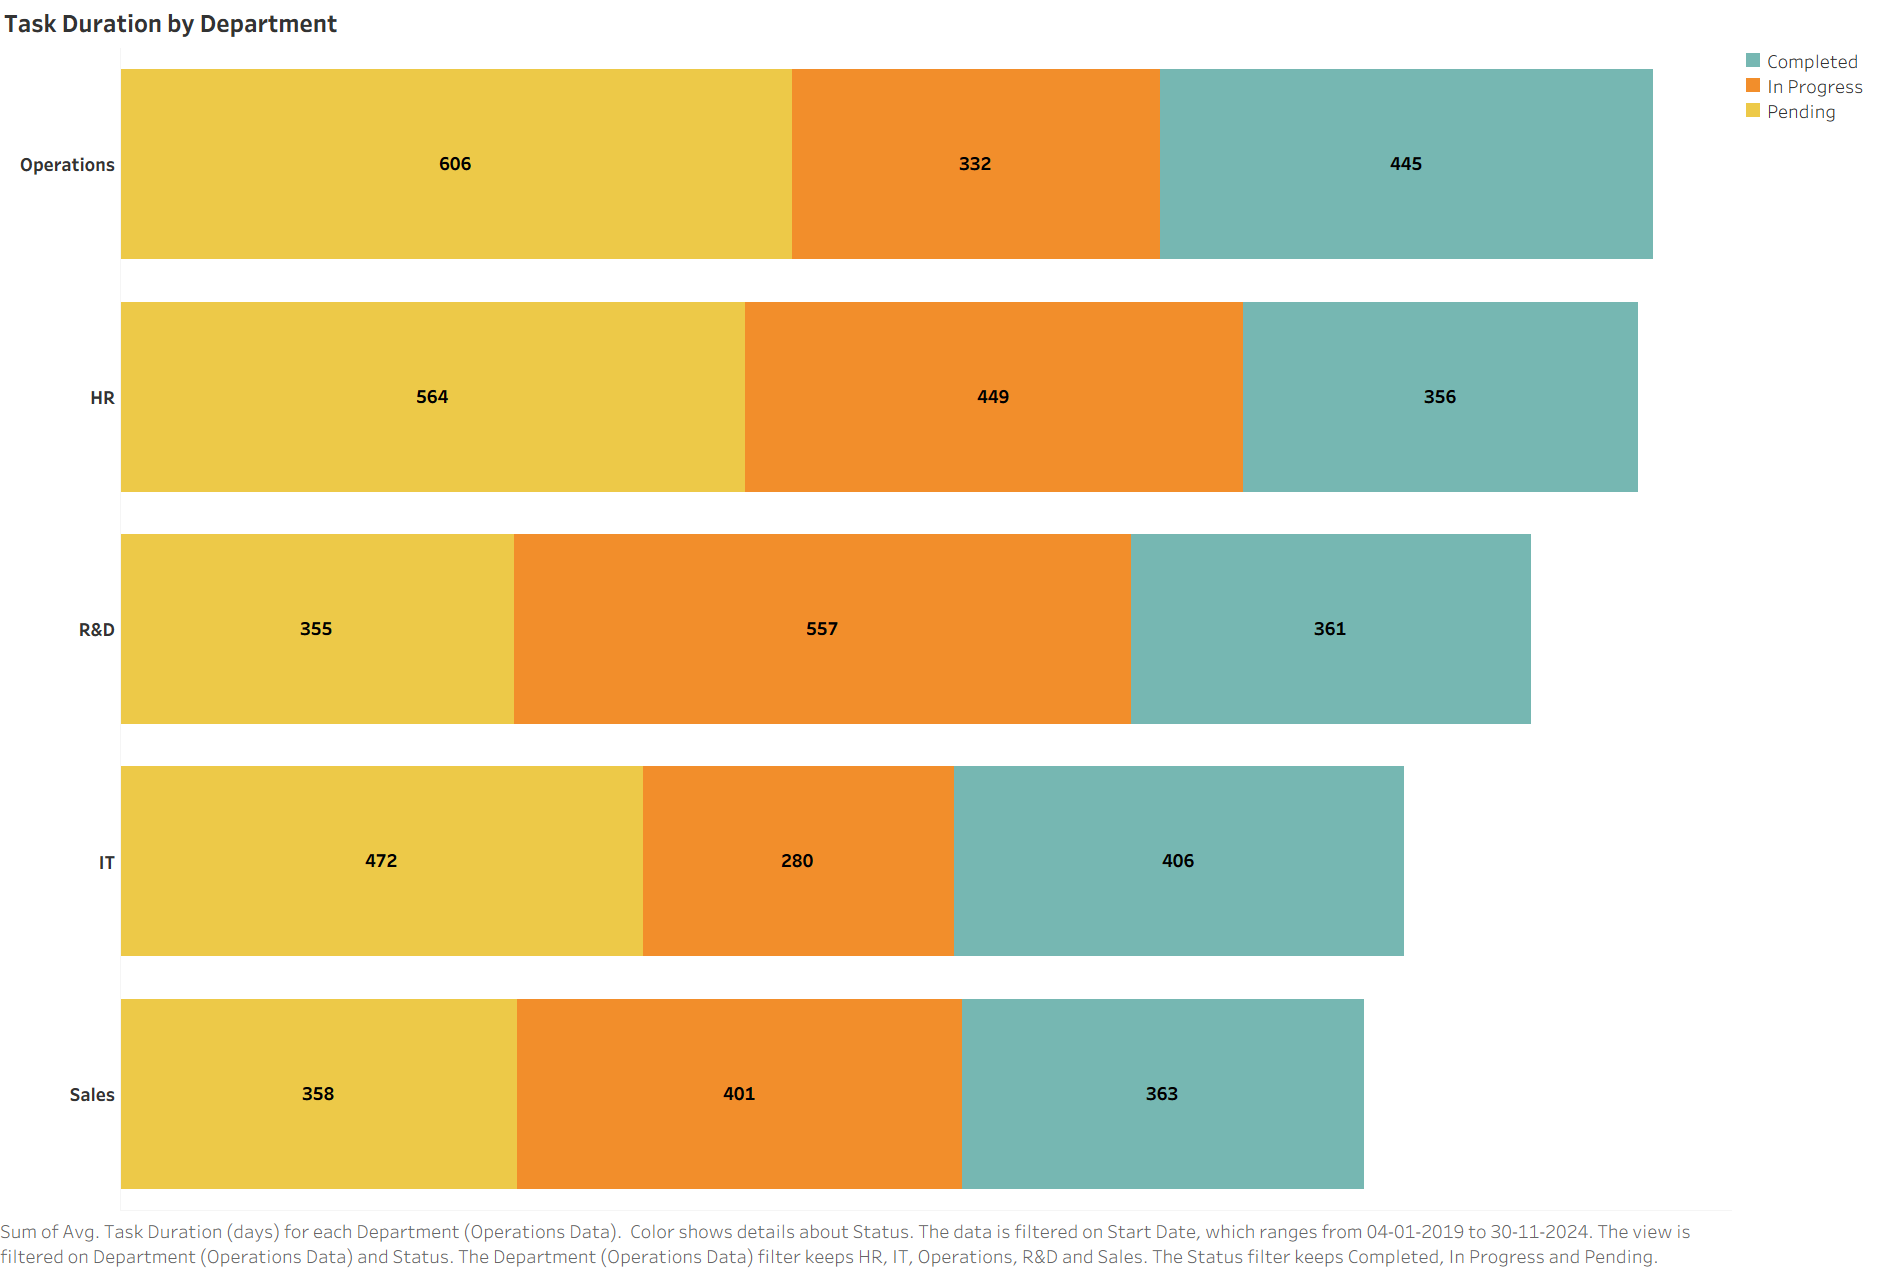 Task Duration by Department
Completed
In Progress
Pending
Operations
606
332
445
HR
564
449
356
R&D
355
557
361
IT
472
280
406
Sales
358
401
363
Sum of Avg. Task Duration (days) for each Department (Operations Data).  Color shows details about Status. The data is filtered on Start Date, which ranges from 04-01-2019 to 30-11-2024. The view is
filtered on Department (Operations Data) and Status. The Department (Operations Data) filter keeps HR, IT, Operations, R&D and Sales. The Status filter keeps Completed, In Progress and Pending.